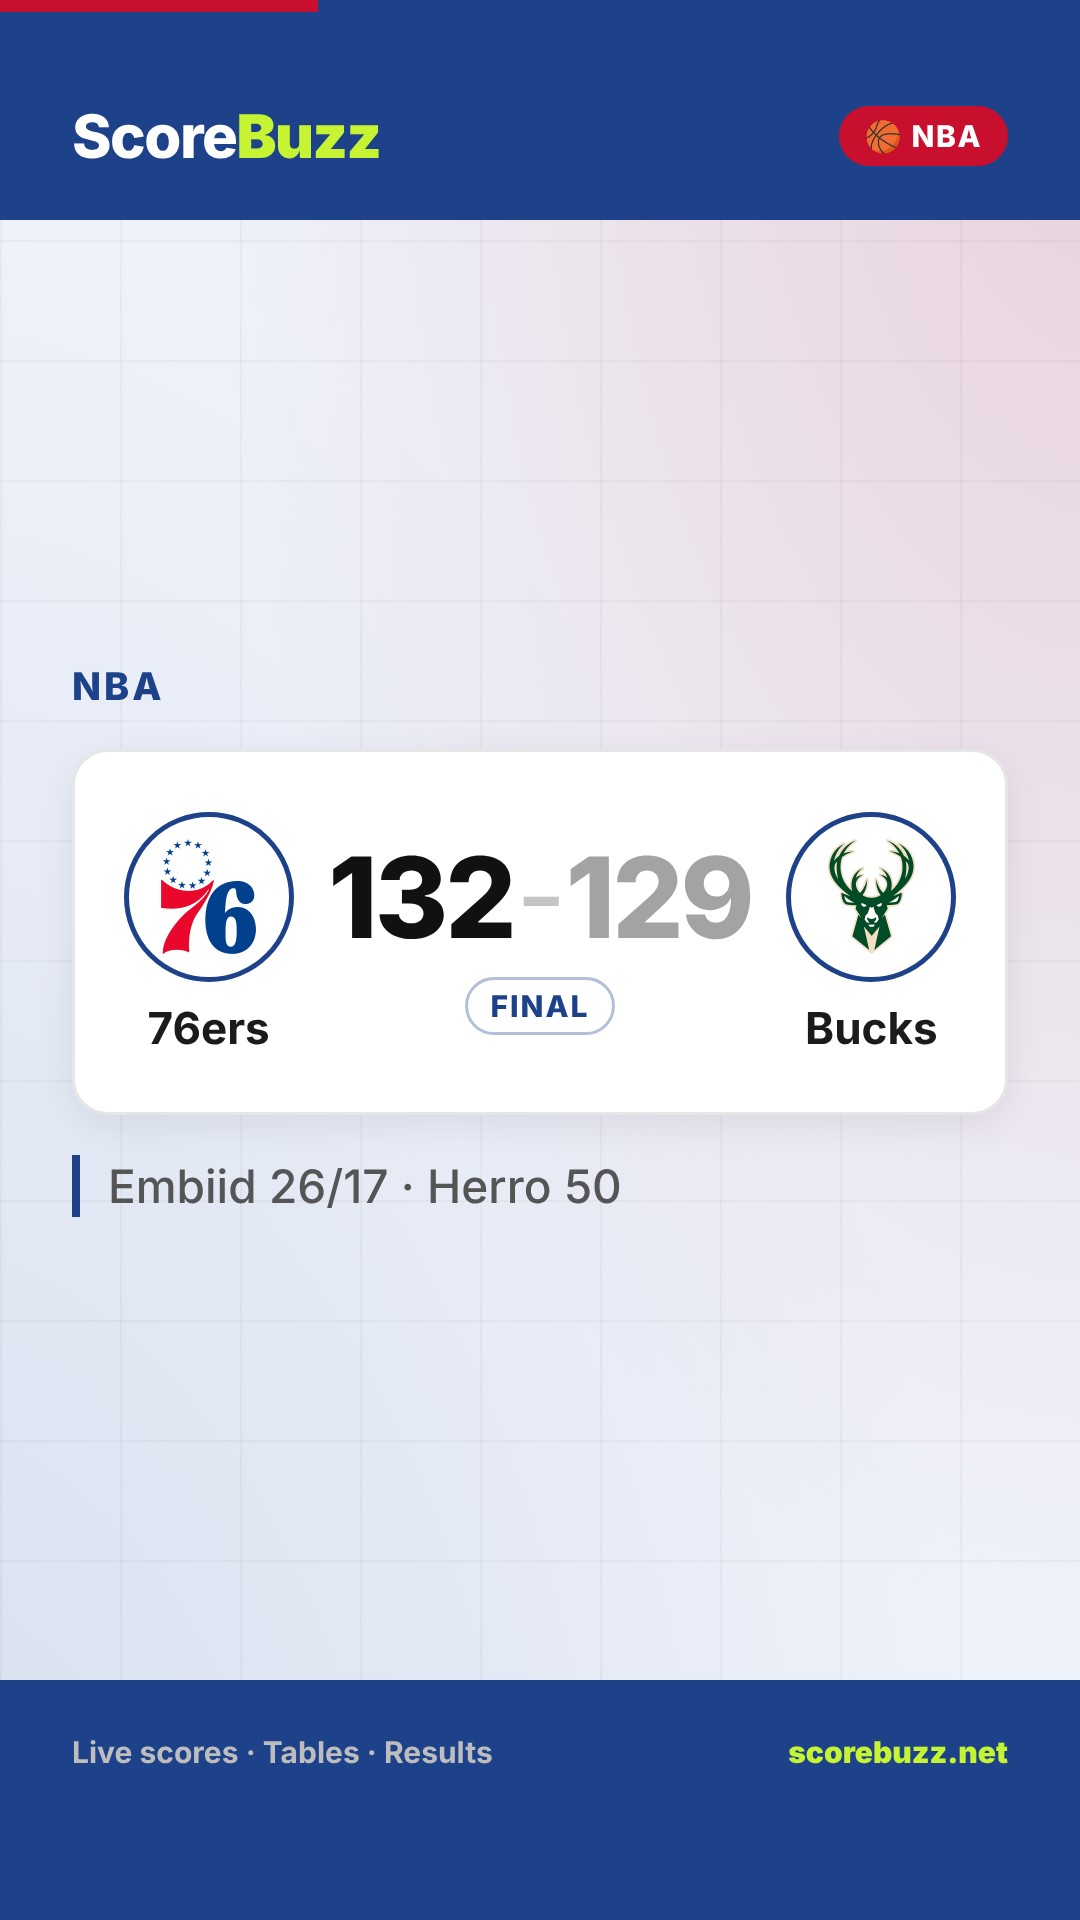 ScoreBuzz
NBA
NBA
76
132-129
FINAL
76ers
Bucks
Embiid 26/17 · Herro 50
Live scores · Tables · Results
scorebuzz.net